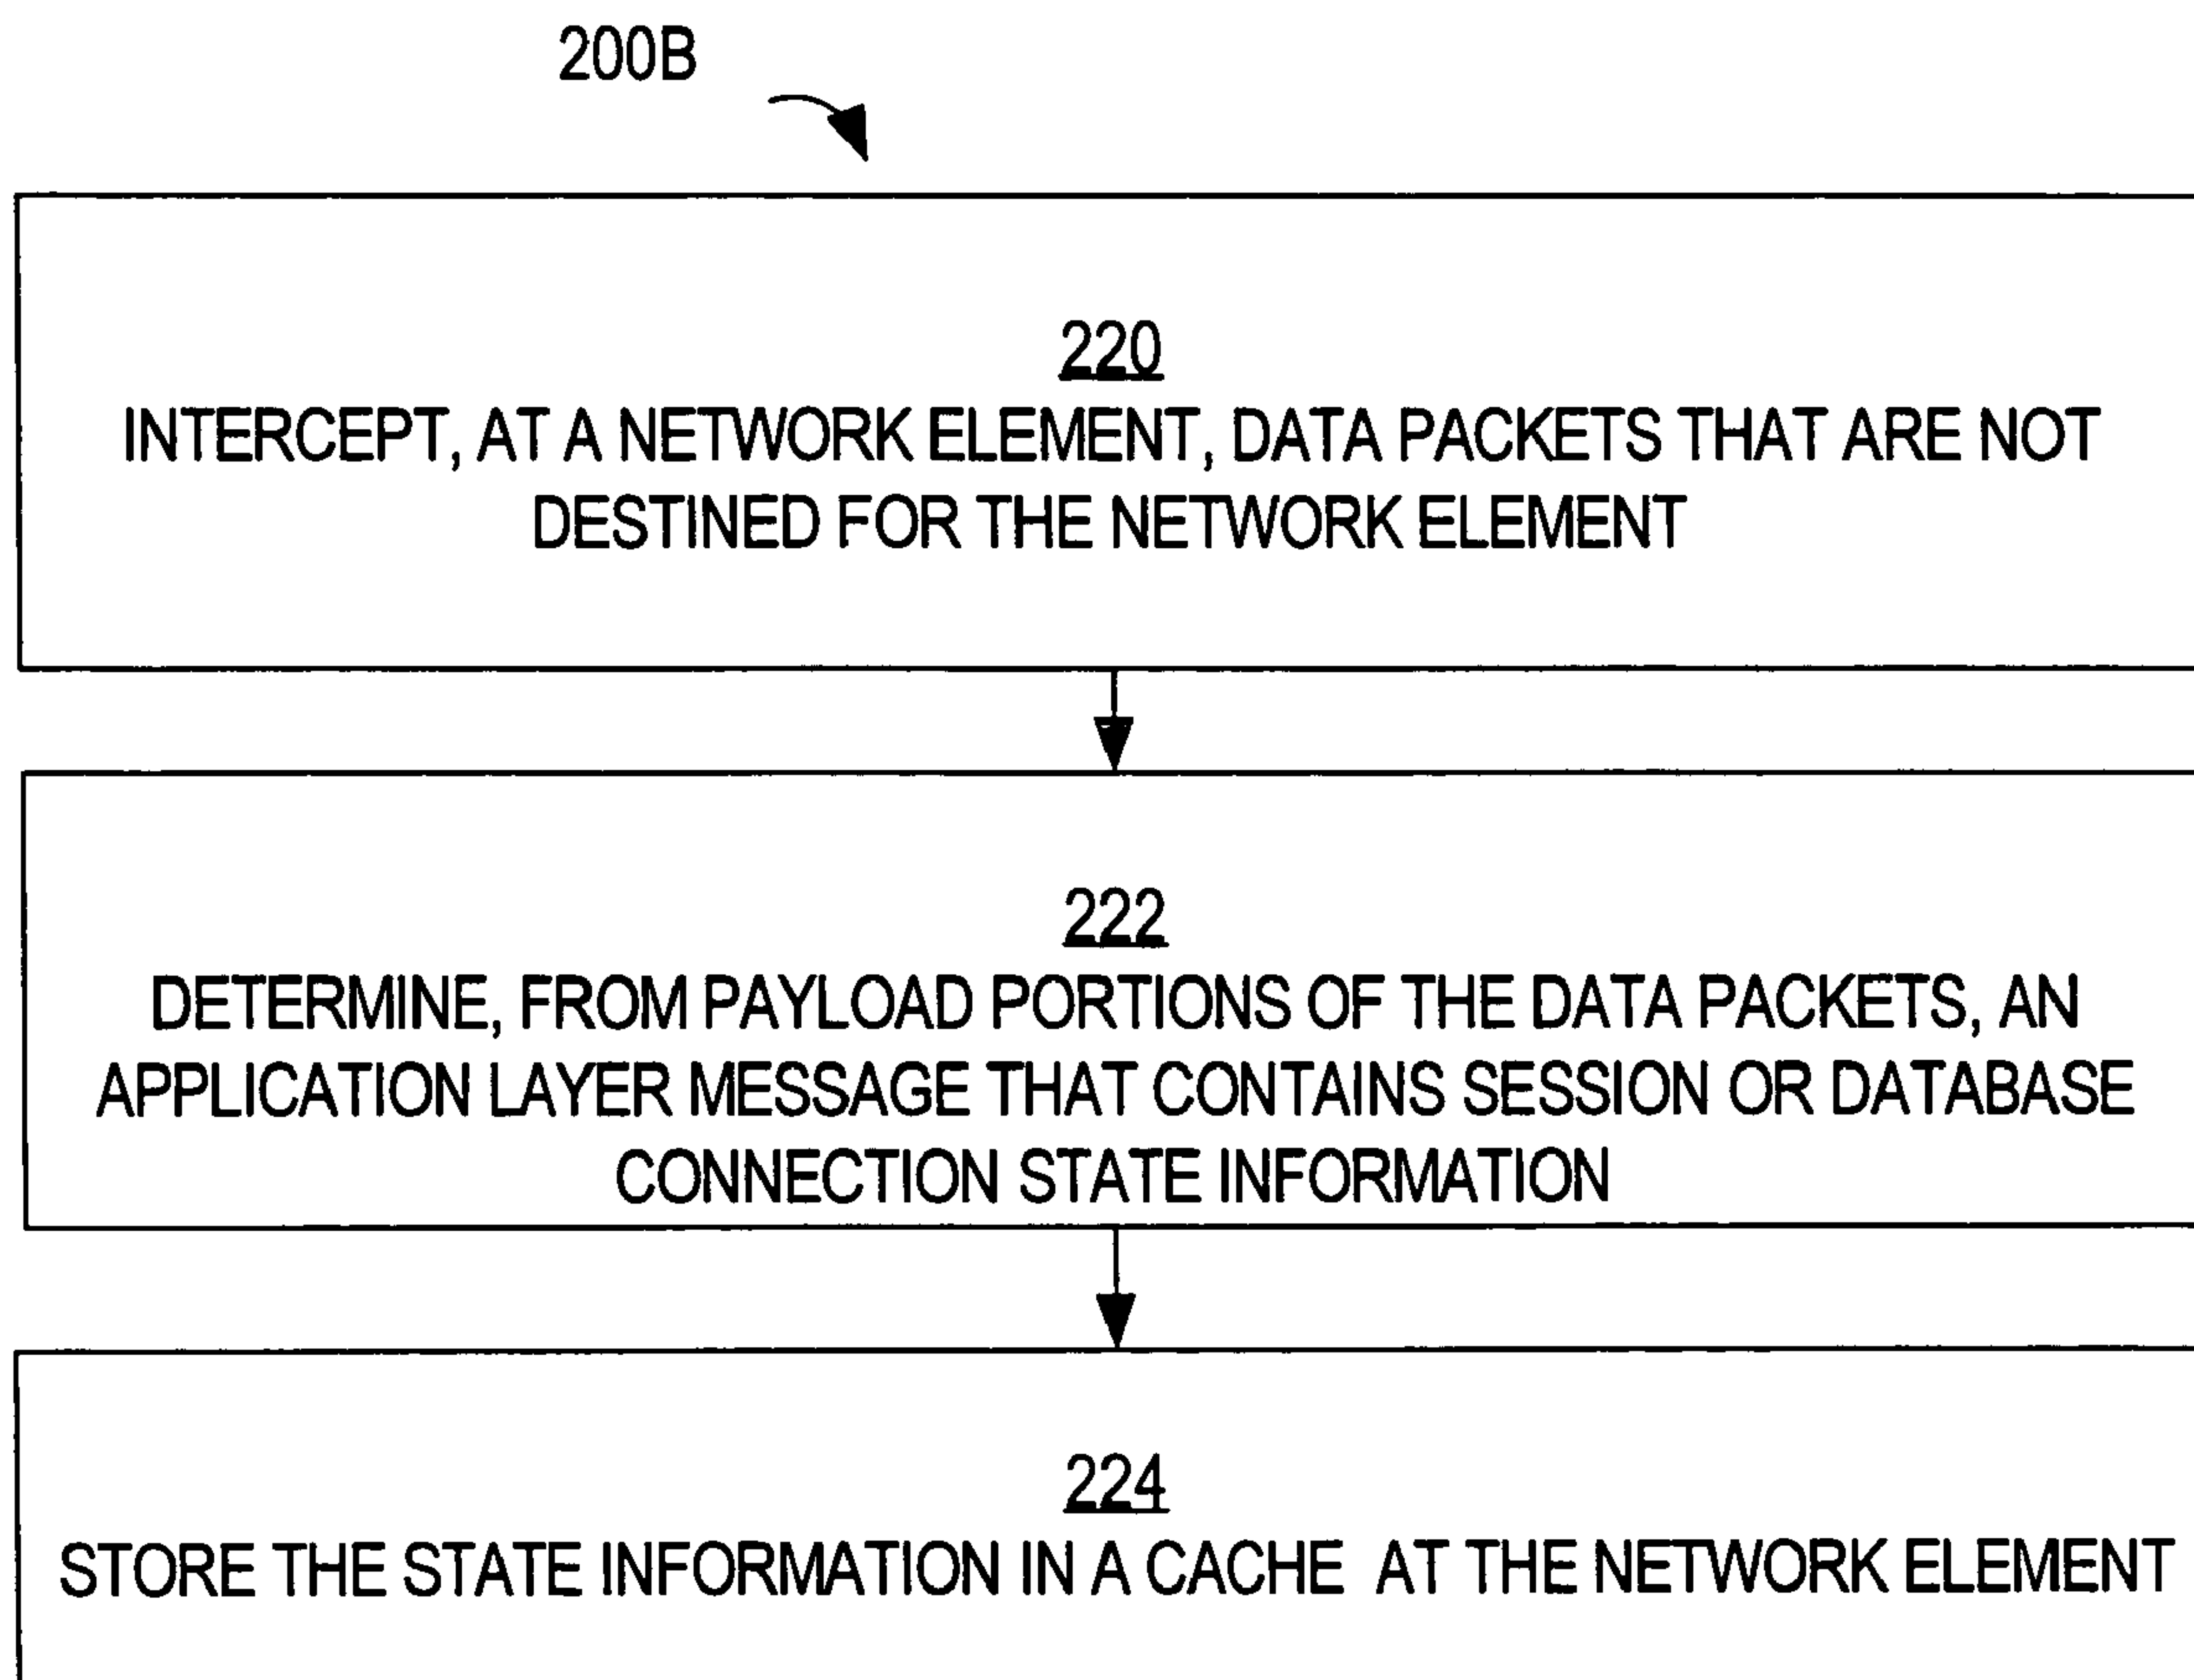 200B
220
INTERCEPT, AT A NETWORK ELEMENT, DATA PACKETS THAT ARE NOT
DESTINED FOR THE NETWORK ELEMENT
222
DETERMINE, FROM PAYLOAD PORTIONS OF THE DATA PACKETS, AN
APPLICATION LAYER MESSAGE THAT CONTAINS SESSION OR DATABASE
CONNECTION STATE INFORMATION
224
STORE THE STATE INFORMATION IN A CACHE AT THE NETWORK ELEMENT